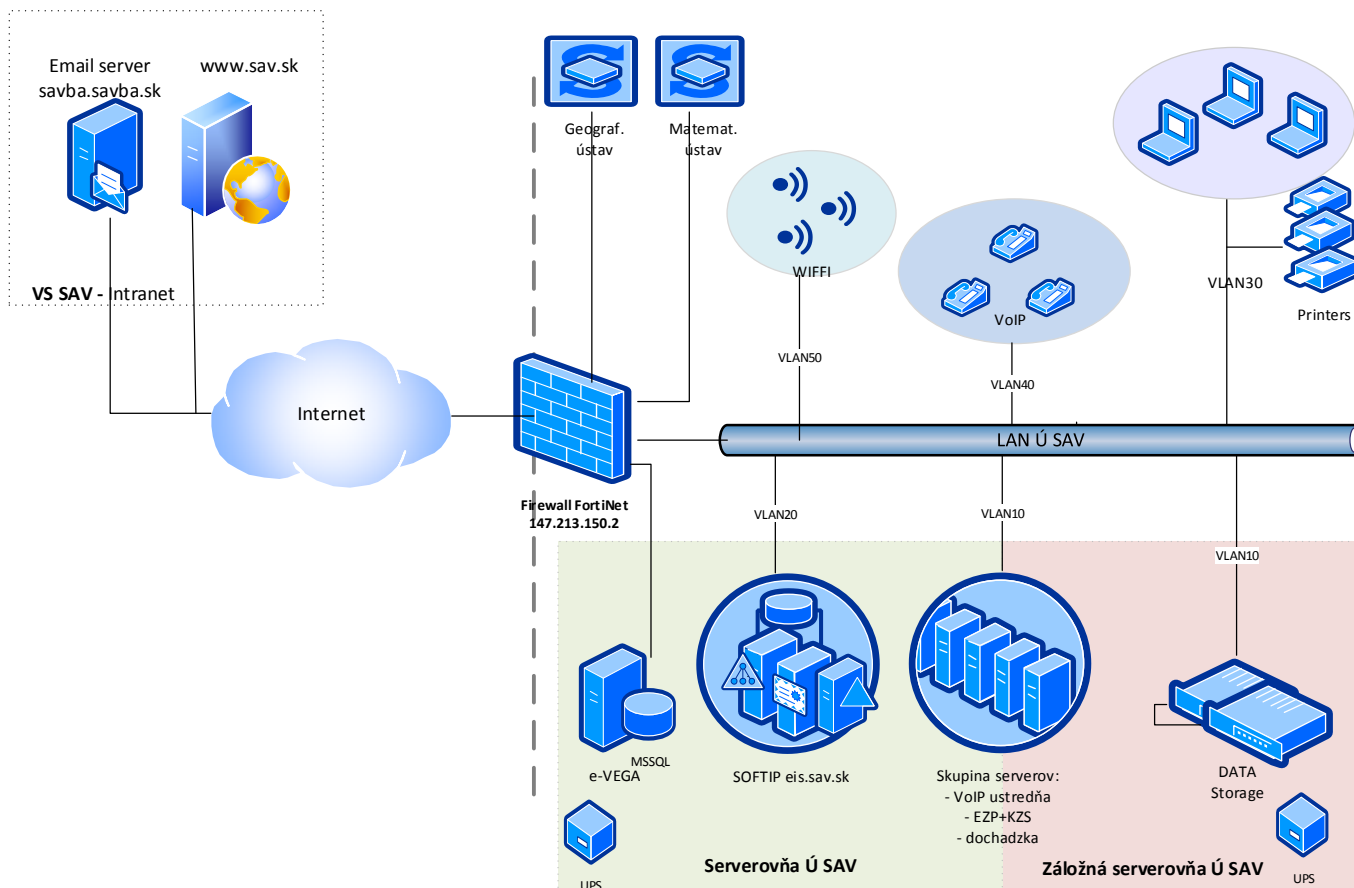 Email server
savba.savba.sk
www.sav.sk
VS SAV - Intranet
Internet
Geograf.
ústav
Matemat.
ústav
WIFFI
VoIP
VLAN30
Printers
VLAN50
VLAN40
LAN Ú SAV
Firewall FortiNet
147.213.150.2
VLAN20
VLAN10
VLAN10
MSSQL
e-VEGA
SOFTIP eis.sav.sk
Skupina serverov:
- VoIP ustredňa
- EZP+KZS
- dochadzka
DATA
Storage
UPS
Serverovňa Ú SAV
Záložná serverovňa Ú SAV
UPS